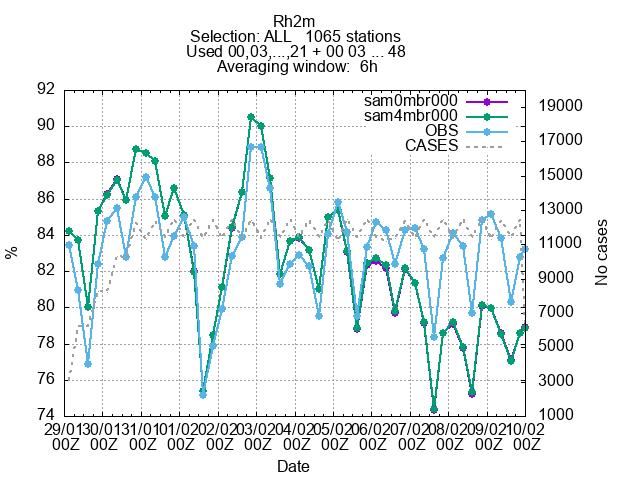 Rh2m
Selection: ALL   1065 stations
Used 00,03,...,21 + 00 03 ... 48
Averaging window:  6h
sam0mbr000
sam4mbr000
OBS
CASES
92
90
88
86
84
82
80
78
76
74
%
19000
17000
15000
13000
11000
9000
7000
5000
3000
1000
No cases
29/01 30/01 31/01 01/02 02/02 03/02 04/02 05/02 06/02 07/02 08/02 09/02 10/02
00Z 00Z 00Z 00Z 00Z 00Z 00Z 00Z 00Z 00Z 00Z 00Z 00Z
Date